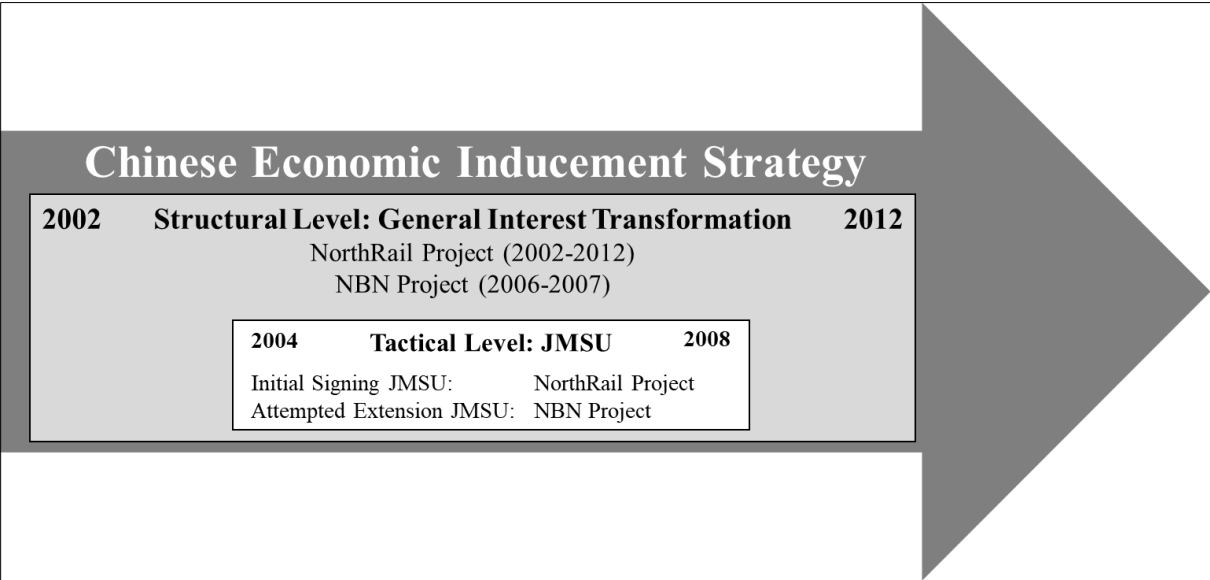 Chinese Economic Inducement Strategy
2002 Structural Level: General Interest Transformation 2012
NorthRail Project (2002-2012)
NBN Project (2006-2007)
2004 Tactical Level: JMSU 2008
Initial Signing JMSU: NorthRail Project
Attempted Extension JMSU: NBN Project